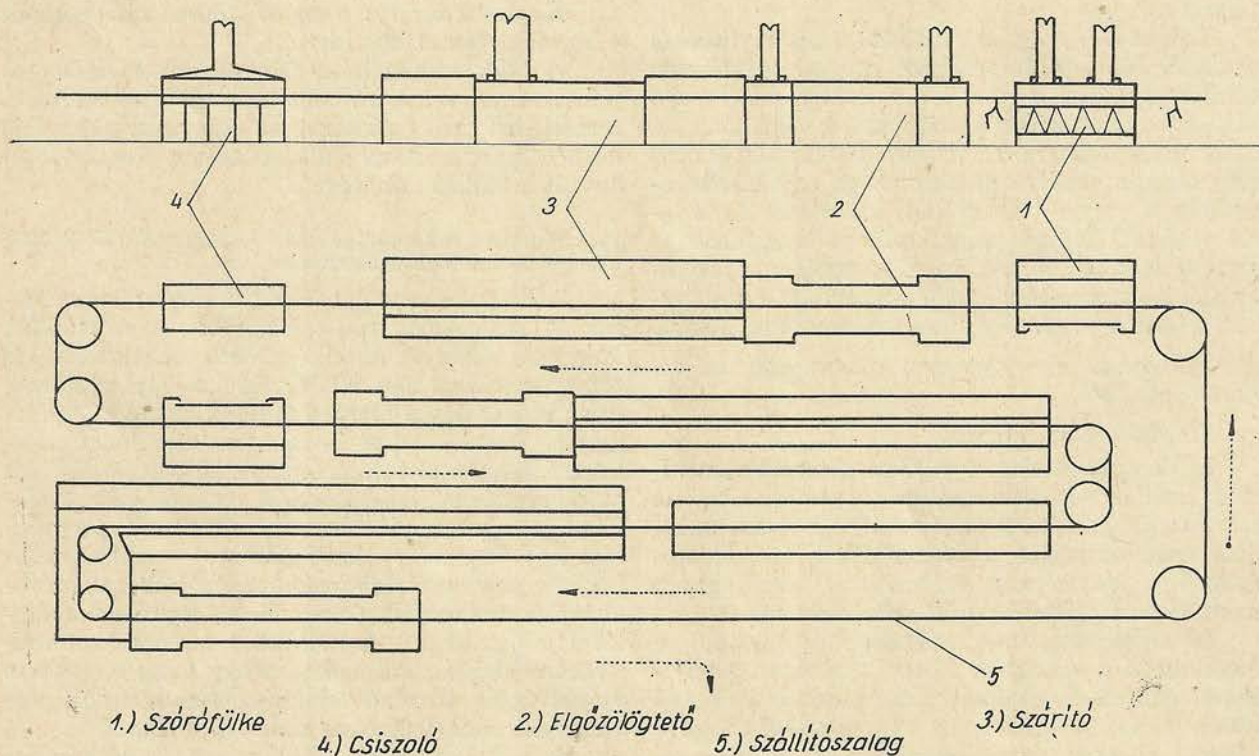 4 3 2 1
5
1.) Szórófülke 2.) Elgőzölögtető 3.) Szárító
4.) Csiszoló 5.) Szállítószalag